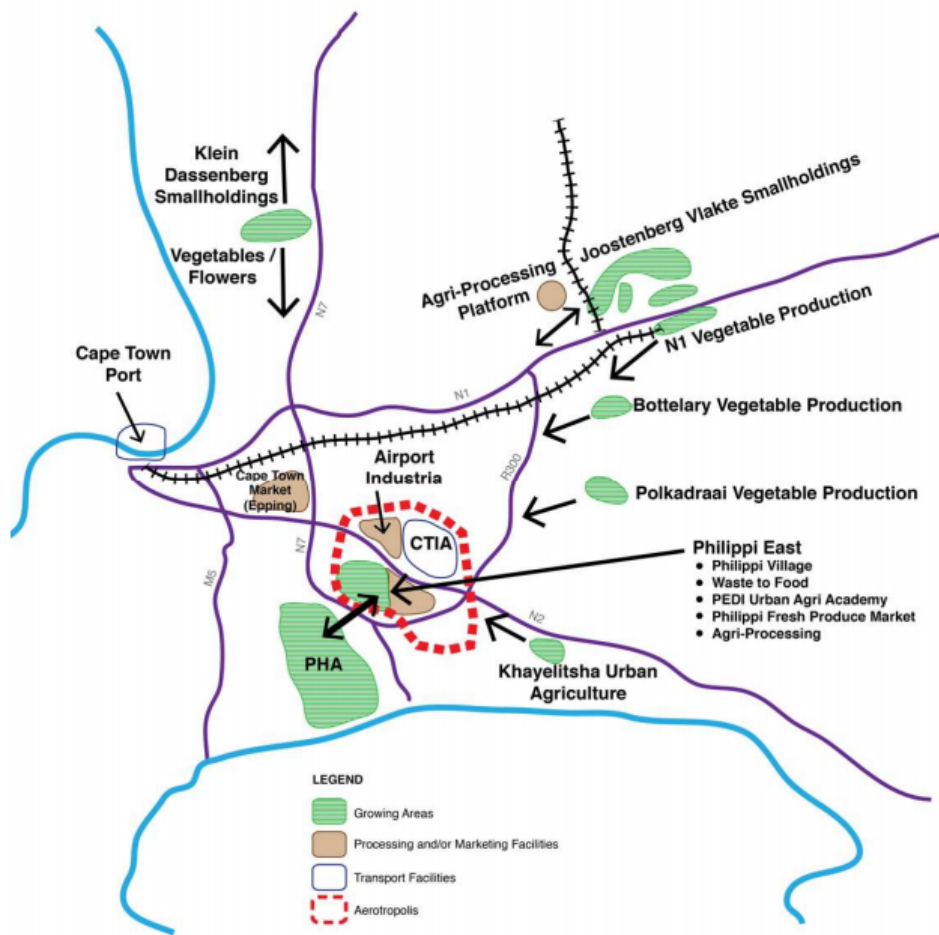 Klein
Dassenberg
Smallholdings
Vegetables /
Flowers
N7
Joostenberg Vlakte Smallholdings
Agri-Processing
Platform
N1 Vegetable Production
Cape Town
Port
N1
Bottelary Vegetable Production
R300
Airport
Industria
Cape Town
Market
(Epping)
Polkadraai Vegetable Production
CTIA
N7
M5
Philippi East
• Philippi Village
• Waste to Food
• PEDI Urban Agri Academy
• Philippi Fresh Produce Market
• Agri-Processing
N2
PHA
Khayelitsha Urban
Agriculture
LEGEND
Growing Areas
Processing and/or Marketing Facilities
Transport Facilities
Aerotropolis